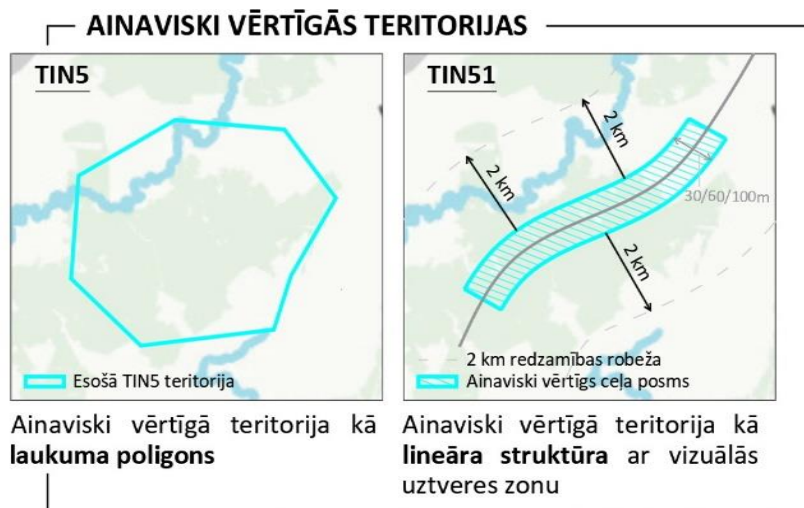 AINAVISKI VĒRTĪGĀS TERITORIJAS
TIN5
Esošā TIN5 teritorija
Ainaviski vērtīgā teritorija kā
laukuma poligons
TIN51
2 km
2 km
30/60/100m
2 km
2 km redzamības robeža
Ainaviski vērtīgs ceļa posms
Ainaviski vērtīgā teritorija kā
lineāra struktūra ar vizuālās
uztveres zonu